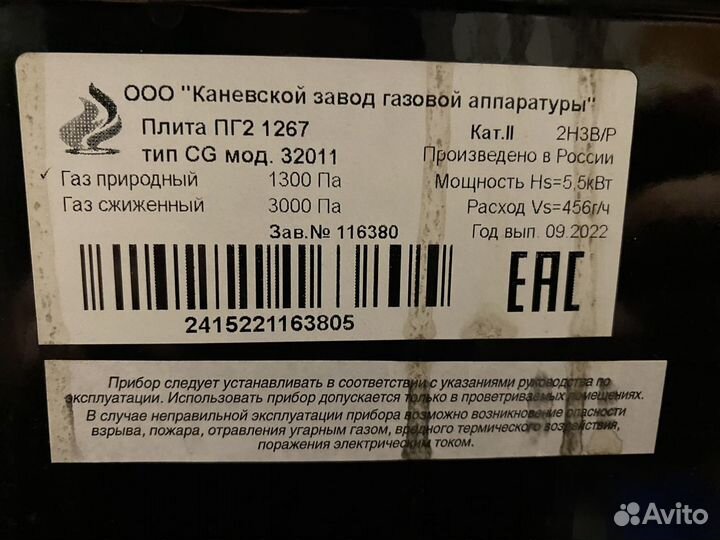 ООО "Каневской завод газовой аппаратуры"
Плита ПГ2 1267 Кат.II 2H3B/P
тип CG мод. 32011 Произведено в России
✓ Газ природный 1300 Па Мощность Hs=5,5кВт
Газ сжиженный 3000 Па Расход Vs=456г/ч
Зав.№ 116380 Год вып. 09.2022
EAC
2415221163805
Прибор следует устанавливать в соответствии с указаниями руководства по
эксплуатации. Использовать прибор допускается только в проветриваемых помещениях.
В случае неправильной эксплуатации прибора возможно возникновение опасности
взрыва, пожара, отравления угарным газом, вредного термического воздействия,
поражения электрическим током.
Avito